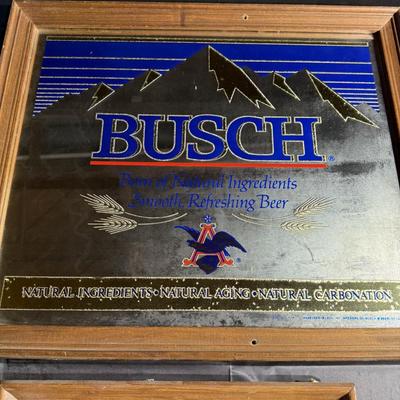 BUSCH®
Born of Natural Ingredients
Smooth, Refreshing Beer
A
NATURAL INGREDIENTS • NATURAL AGING • NATURAL CARBONATION